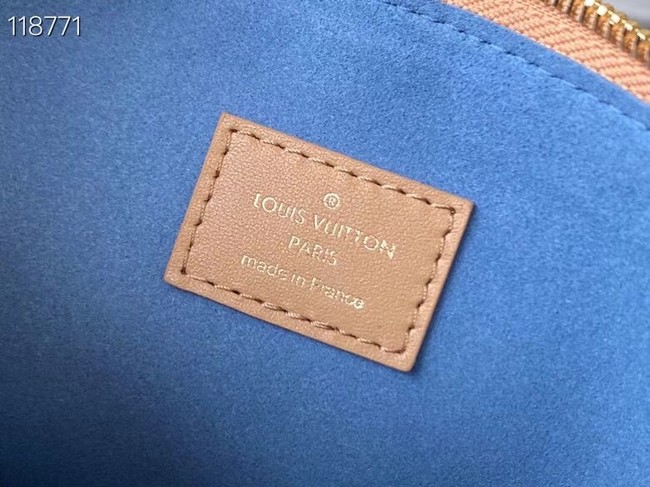 118771
®
LOUIS VUITTON
PARIS
made in France